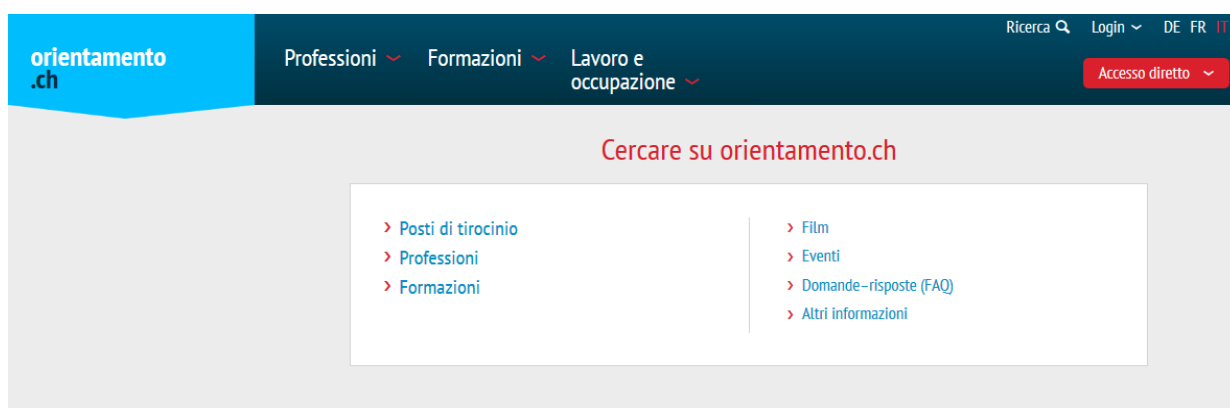 Ricerca Login DE FR IT
orientamento
.ch
Professioni Formazioni Lavoro e
occupazione
Accesso diretto
Cercare su orientamento.ch
Posti di tirocinio
Professioni
Formazioni
Film
Eventi
Domande–risposte (FAQ)
Altri informazioni